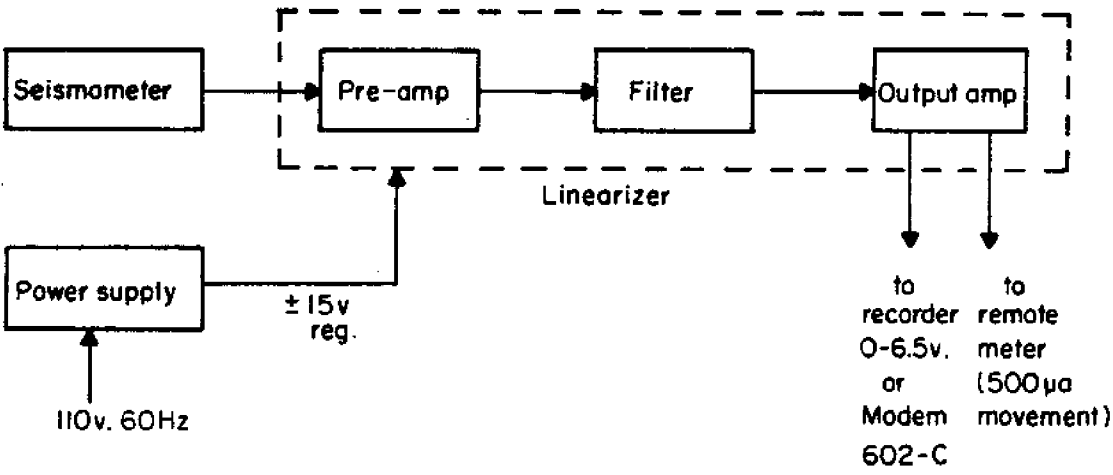 Seismometer
Pre-amp
Filter
Output amp
Linearizer
Power supply
± 15v
reg.
110v. 60Hz
to
recorder
0-6.5v.
or
Modem
602-C
to
remote
meter
(500µa
movement)